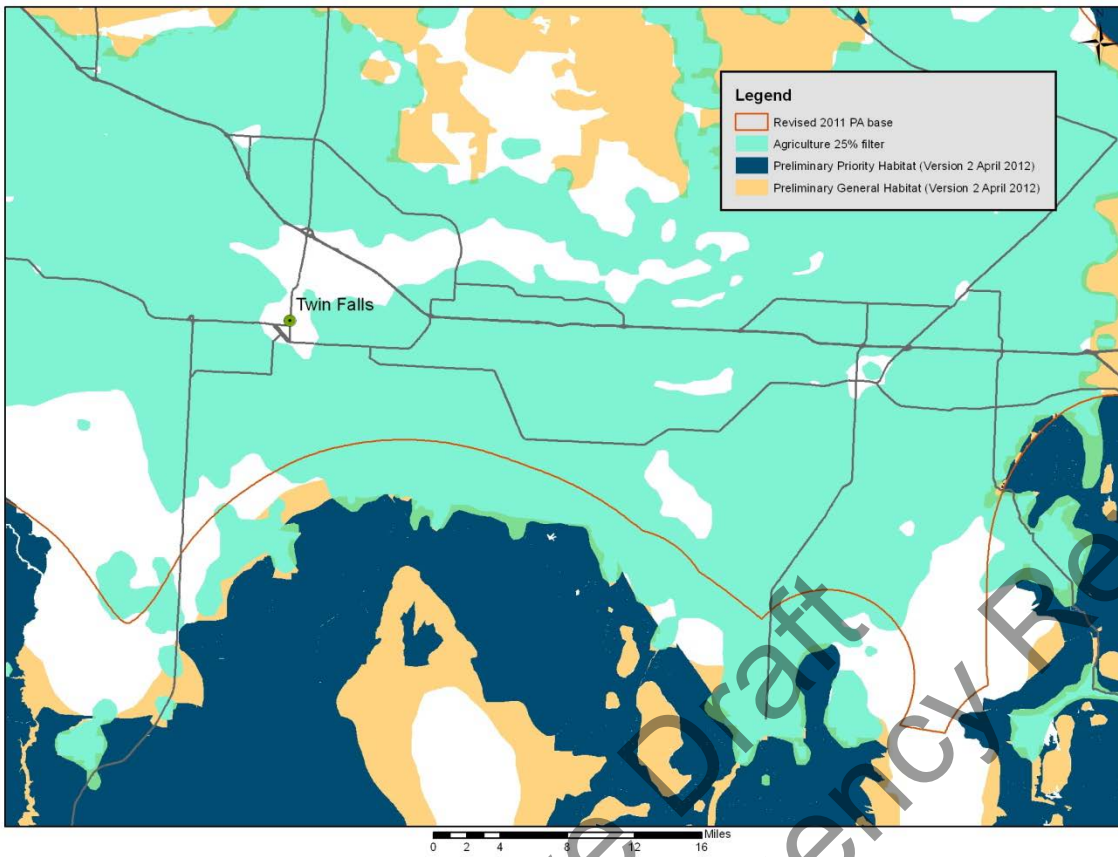 Legend
Revised 2011 PA base
Agriculture 25% filter
Preliminary Priority Habitat (Version 2 April 2012)
Preliminary General Habitat (Version 2 April 2012)
Twin Falls
Draft
Miles
0 2 4 8 12 16